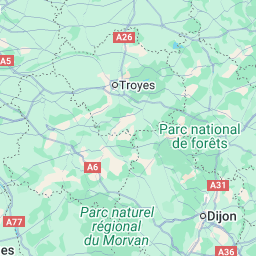 A26
A5
Troyes
Parc national
de forêts
A6
A31
Parc naturel
régional
du Morvan
Dijon
A77
es
A36